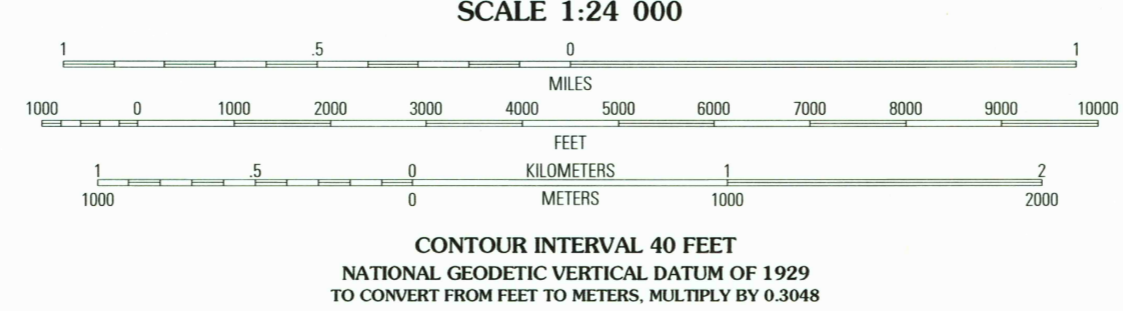 SCALE 1:24 000
1 .5 0 1
MILES
1000 0 1000 2000 3000 4000 5000 6000 7000 8000 9000 10000
FEET
1 .5 0 KILOMETERS 1 2
1000 0 METERS 1000 2000
CONTOUR INTERVAL 40 FEET
NATIONAL GEODETIC VERTICAL DATUM OF 1929
TO CONVERT FROM FEET TO METERS, MULTIPLY BY 0.3048